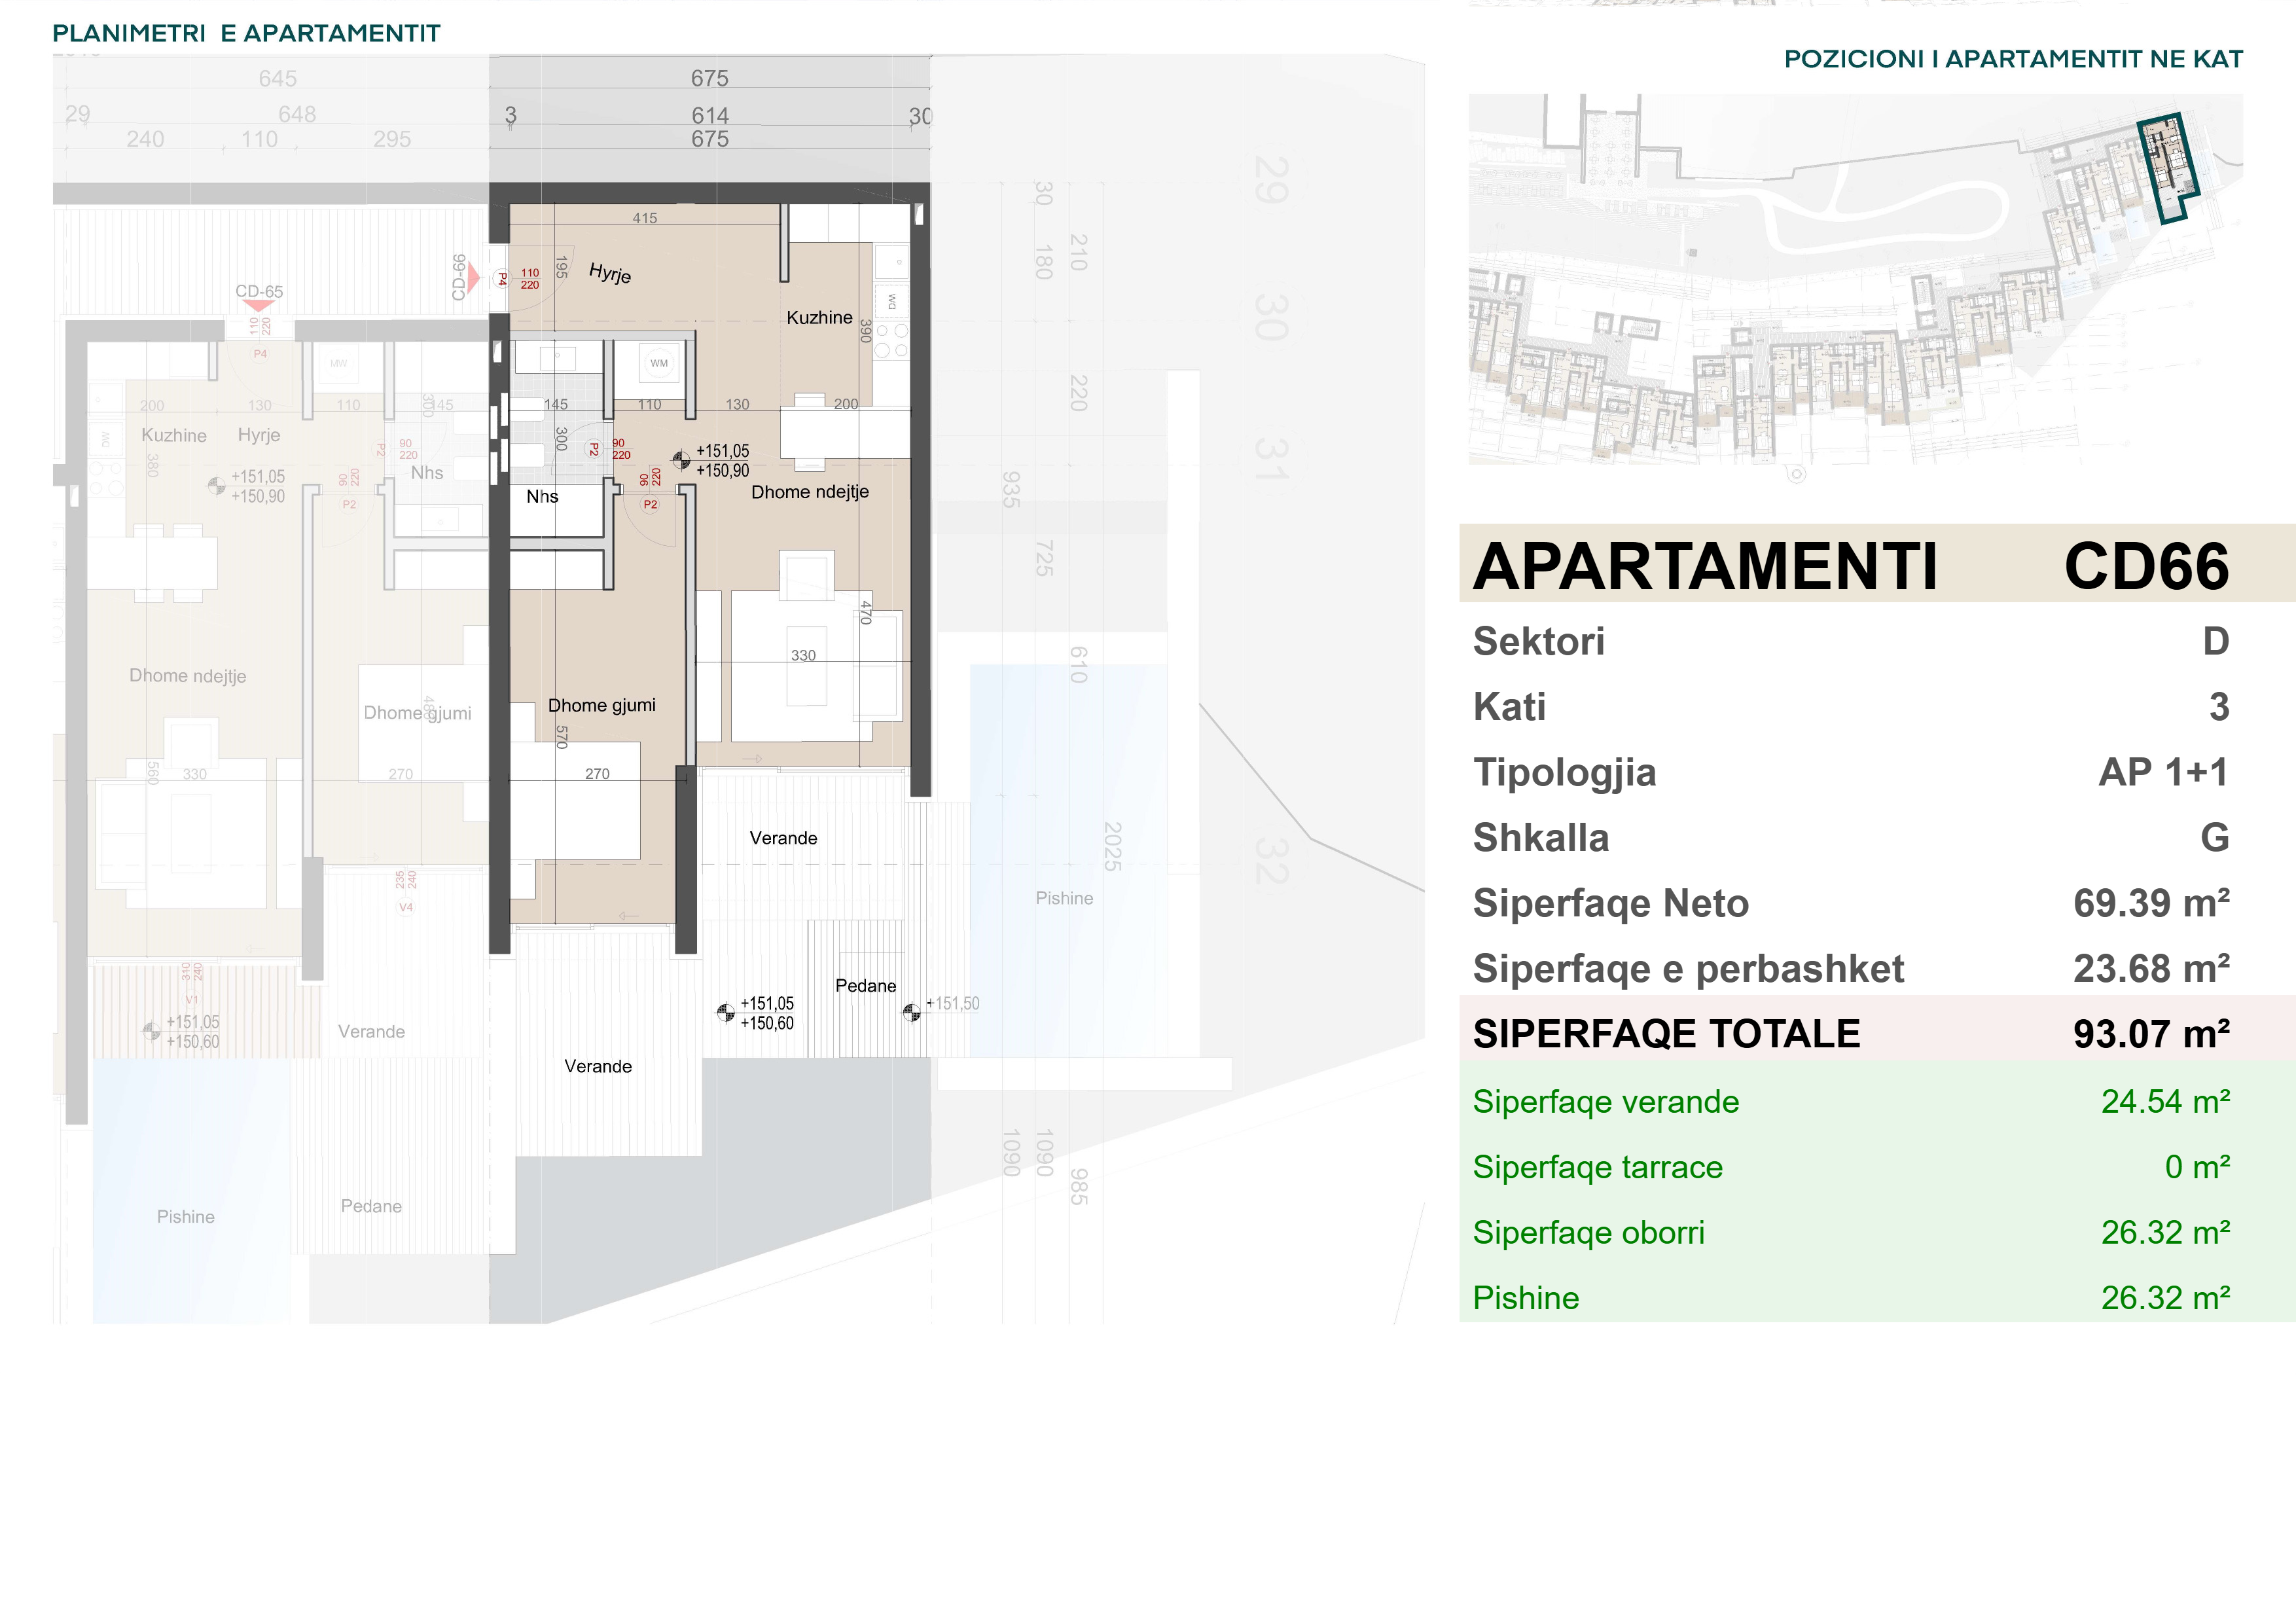 PLANIMETRI E APARTAMENTIT
POZICIONI I APARTAMENTIT NE KAT
645
675
29
648
3
614
30
240
110
295
675
415
30
29
CD-66
P4
110
220
195
Hyrje
180
210
CD-65
110
220
P4
Kuzhine
390
30
MW
WM
200
130
110
300
145
145
110
130
200
220
Kuzhine
Hyrje
P2
90
220
300
P2
90
220
+151,05
+150,90
31
380
Nhs
+151,05
+150,90
90
220
P2
Nhs
90
220
P2
Dhome ndejtje
935
725
470
Dhome ndejtje
330
610
Dhome gjumi
Dhome gjumi
570
560
330
270
270
Verande
2025
32
235
240
V4
Pishine
310
240
V1
Pedane
+151,05
+150,60
+151,05
+150,60
+151,50
Verande
Verande
1090
1090
985
Pishine
Pedane
APARTAMENTI CD66
Sektori D
Kati 3
Tipologjia AP 1+1
Shkalla G
Siperfaqe Neto 69.39 m²
Siperfaqe e perbashket 23.68 m²
SIPERFAQE TOTALE 93.07 m²
Siperfaqe verande 24.54 m²
Siperfaqe tarrace 0 m²
Siperfaqe oborri 26.32 m²
Pishine 26.32 m²